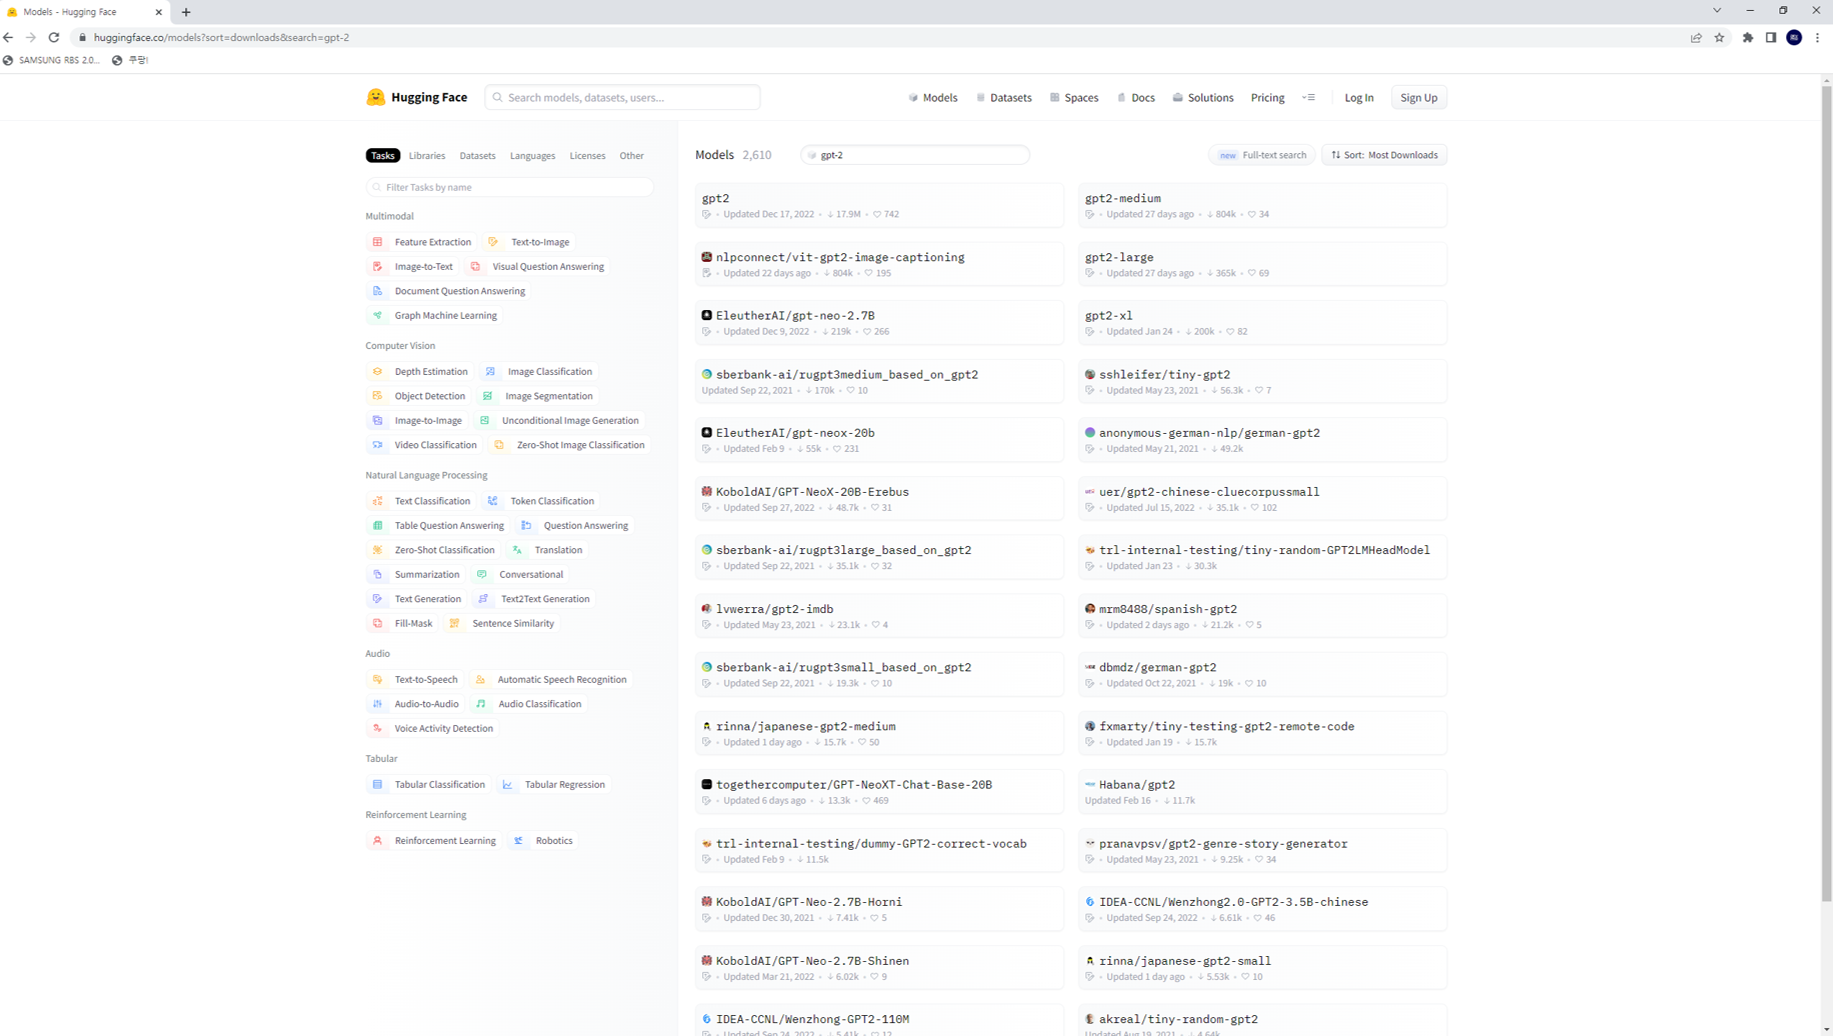 Models - Hugging Face
huggingface.co/models?sort=downloads&search=gpt-2
SAMSUNG RBS 2.0... 쿠팡!
Hugging Face Search models, datasets, users... Models Datasets Spaces Docs Solutions Pricing Log In Sign Up
Tasks Libraries Datasets Languages Licenses Other
Filter Tasks by name
Multimodal
Feature Extraction Text-to-Image
Image-to-Text Visual Question Answering
Document Question Answering
Graph Machine Learning
Computer Vision
Depth Estimation Image Classification
Object Detection Image Segmentation
Image-to-Image Unconditional Image Generation
Video Classification Zero-Shot Image Classification
Natural Language Processing
Text Classification Token Classification
Table Question Answering Question Answering
Zero-Shot Classification Translation
Summarization Conversational
Text Generation Text2Text Generation
Fill-Mask Sentence Similarity
Audio
Text-to-Speech Automatic Speech Recognition
Audio-to-Audio Audio Classification
Voice Activity Detection
Tabular
Tabular Classification Tabular Regression
Reinforcement Learning
Reinforcement Learning Robotics
Models 2,610 gpt-2 new Full-text search Sort: Most Downloads
gpt2
Updated Dec 17, 2022 • ↓ 17.9M • ♡ 742
gpt2-medium
Updated 27 days ago • ↓ 804k • ♡ 34
nlpconnect/vit-gpt2-image-captioning
Updated 22 days ago • ↓ 804k • ♡ 195
gpt2-large
Updated 27 days ago • ↓ 365k • ♡ 69
EleutherAI/gpt-neo-2.7B
Updated Dec 9, 2022 • ↓ 219k • ♡ 266
gpt2-xl
Updated Jan 24 • ↓ 200k • ♡ 82
sberbank-ai/rugpt3medium_based_on_gpt2
Updated Sep 22, 2021 • ↓ 170k • ♡ 10
sshleifer/tiny-gpt2
Updated May 23, 2021 • ↓ 56.3k • ♡ 7
EleutherAI/gpt-neox-20b
Updated Feb 9 • ↓ 55k • ♡ 231
anonymous-german-nlp/german-gpt2
Updated May 21, 2021 • ↓ 49.2k
KoboldAI/GPT-NeoX-20B-Erebus
Updated Sep 27, 2022 • ↓ 48.7k • ♡ 31
uer/gpt2-chinese-cluecorpussmall
Updated Jul 15, 2022 • ↓ 35.1k • ♡ 102
sberbank-ai/rugpt3large_based_on_gpt2
Updated Sep 22, 2021 • ↓ 35.1k • ♡ 32
trl-internal-testing/tiny-random-GPT2LMHeadModel
Updated Jan 23 • ↓ 30.3k
lvwerra/gpt2-imdb
Updated May 23, 2021 • ↓ 23.1k • ♡ 4
mrm8488/spanish-gpt2
Updated 2 days ago • ↓ 21.2k • ♡ 5
sberbank-ai/rugpt3small_based_on_gpt2
Updated Sep 22, 2021 • ↓ 19.3k • ♡ 10
dbmdz/german-gpt2
Updated Oct 22, 2021 • ↓ 19k • ♡ 10
rinna/japanese-gpt2-medium
Updated 1 day ago • ↓ 15.7k • ♡ 50
fxmarty/tiny-testing-gpt2-remote-code
Updated Jan 19 • ↓ 15.7k
togethercomputer/GPT-NeoXT-Chat-Base-20B
Updated 6 days ago • ↓ 13.3k • ♡ 469
Habana/gpt2
Updated Feb 16 • ↓ 11.7k
trl-internal-testing/dummy-GPT2-correct-vocab
Updated Feb 9 • ↓ 11.5k
pranavpsv/gpt2-genre-story-generator
Updated May 23, 2021 • ↓ 9.25k • ♡ 34
KoboldAI/GPT-Neo-2.7B-Horni
Updated Dec 30, 2021 • ↓ 7.41k • ♡ 5
IDEA-CCNL/Wenzhong2.0-GPT2-3.5B-chinese
Updated Sep 24, 2022 • ↓ 6.61k • ♡ 46
KoboldAI/GPT-Neo-2.7B-Shinen
Updated Mar 21, 2022 • ↓ 6.02k • ♡ 9
rinna/japanese-gpt2-small
Updated 1 day ago • ↓ 5.53k • ♡ 10
IDEA-CCNL/Wenzhong-GPT2-110M
Updated Sep 24, 2022 • ↓ 5.41k • ♡ 12
akreal/tiny-random-gpt2
Updated Aug 19, 2021 • ↓ 4.64k